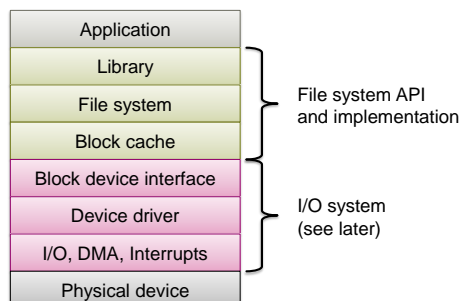 Application
Library
File system
Block cache
Block device interface
Device driver
I/O, DMA, Interrupts
Physical device
File system API
and implementation
I/O system
(see later)